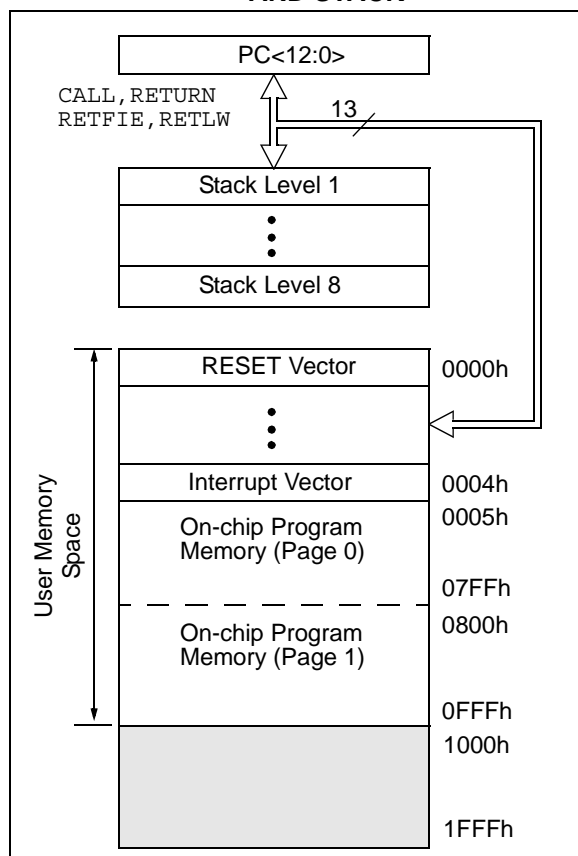 AND STACK
PC<12:0>
CALL,RETURN
RETFIE,RETLW
13
Stack Level 1
Stack Level 8
RESET Vector
0000h
Interrupt Vector
0004h
0005h
On-chip Program
Memory (Page 0)
07FFh
0800h
On-chip Program
Memory (Page 1)
0FFFh
1000h
1FFFh
User Memory
Space